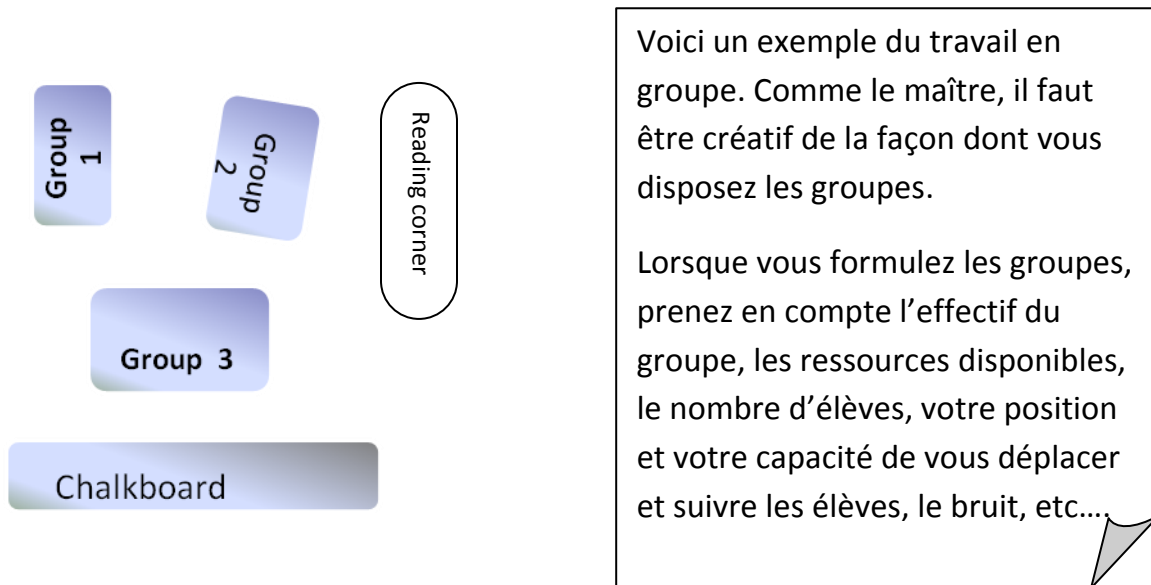 Group
1
Group
2
Reading corner
Group 3
Chalkboard
Voici un exemple du travail en
groupe. Comme le maître, il faut
être créatif de la façon dont vous
disposez les groupes.
Lorsque vous formulez les groupes,
prenez en compte l’effectif du
groupe, les ressources disponibles,
le nombre d’élèves, votre position
et votre capacité de vous déplacer
et suivre les élèves, le bruit, etc….